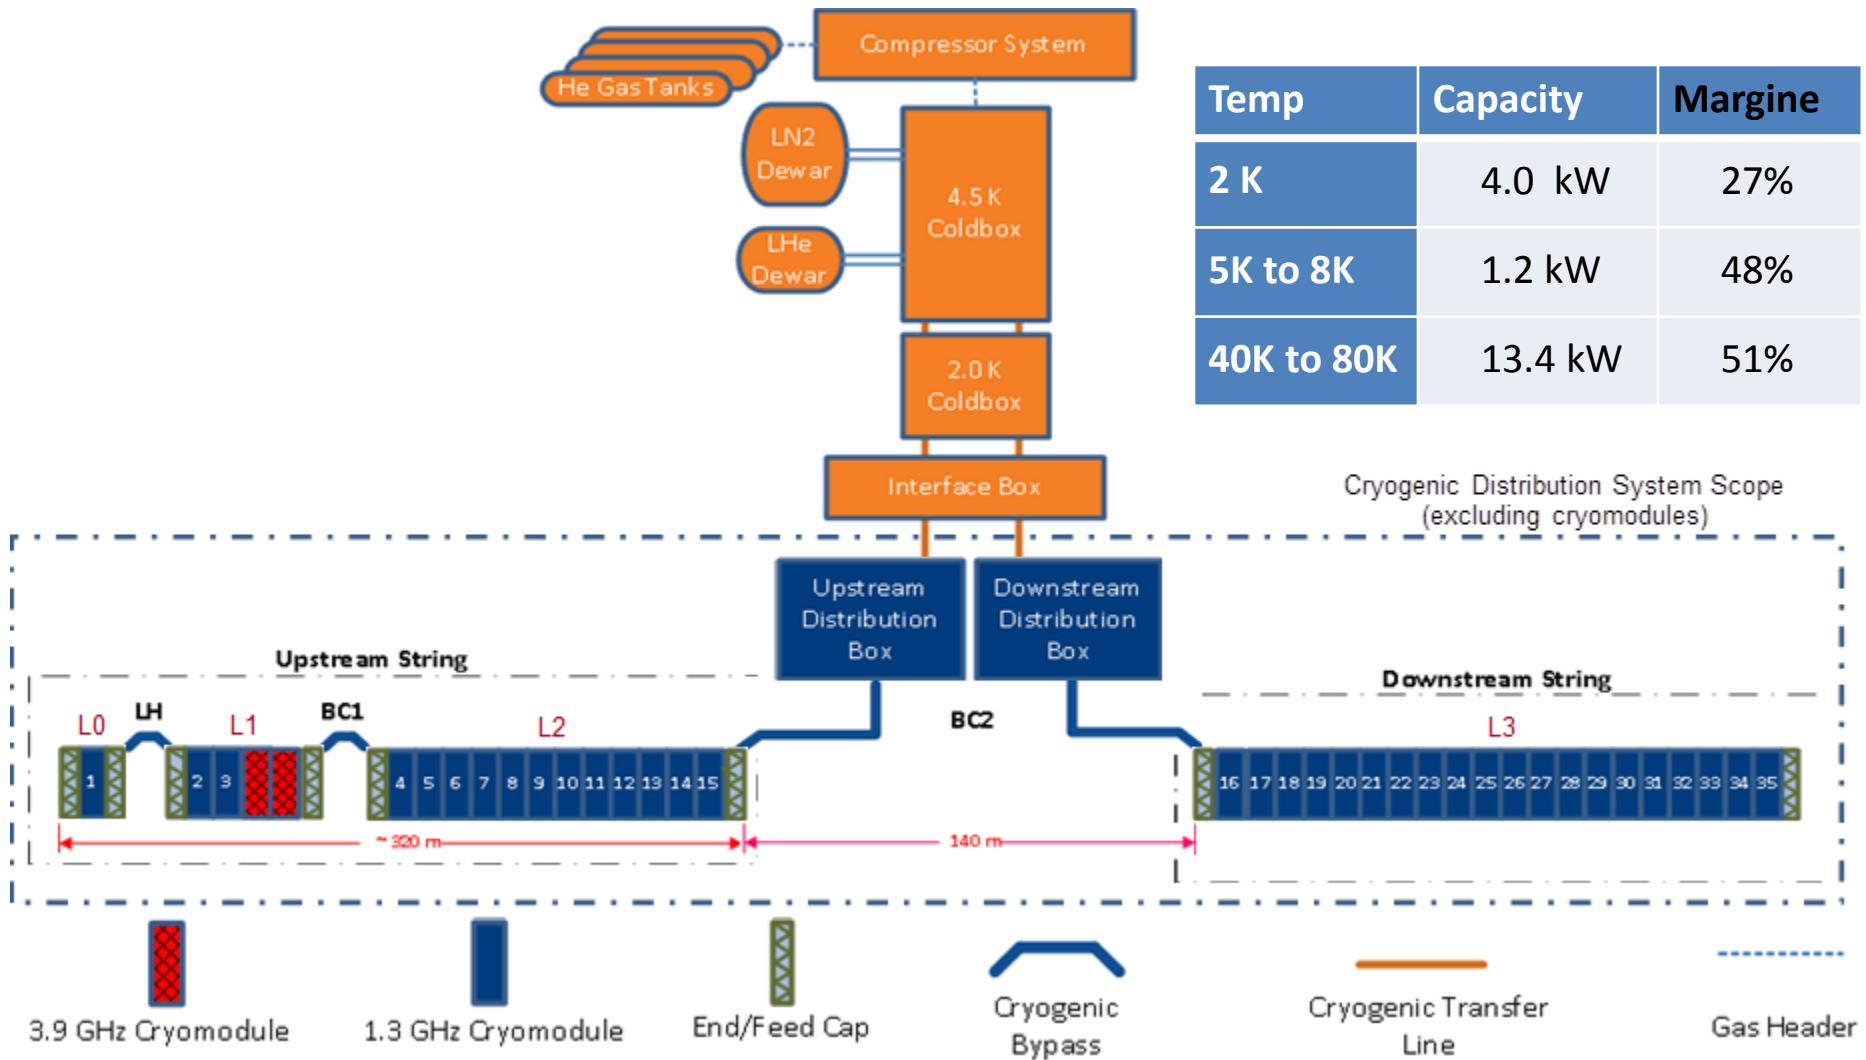 Compressor System
He Gas Tanks
LN2
Dewar
4.5 K
Coldbox
LHe
Dewar
2.0 K
Coldbox
Interface Box
Temp Capacity Margine
2 K 4.0 kW 27%
5K to 8K 1.2 kW 48%
40K to 80K 13.4 kW 51%
Cryogenic Distribution System Scope
(excluding cryomodules)
Upstream
Distribution
Box
Downstream
Distribution
Box
Upstream String
Downstream String
L0 LH L1 BC1 L2 BC2 L3
1 2 3 4 5 6 7 8 9 10 11 12 13 14 15 16 17 18 19 20 21 22 23 24 25 26 27 28 29 30 31 32 33 34 35
~ 320 m 140 m
3.9 GHz Cryomodule
1.3 GHz Cryomodule
End/Feed Cap
Cryogenic
Bypass
Cryogenic Transfer
Line
Gas Header